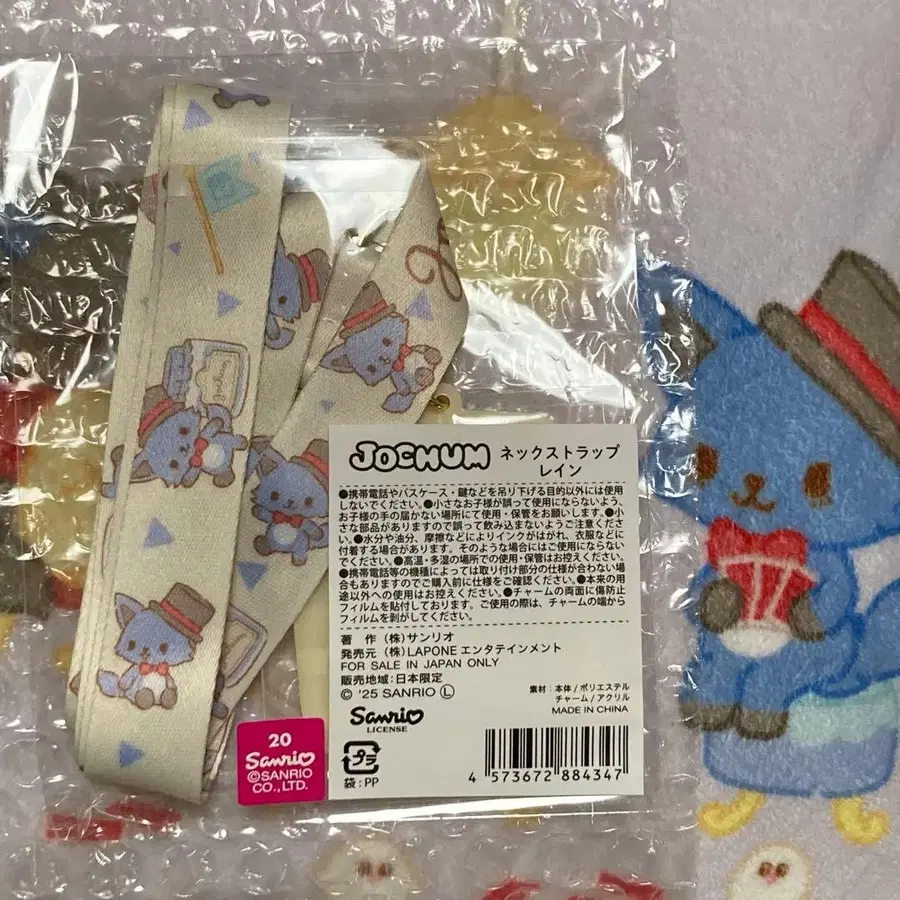 JOCHUM ネックストラップ
レイン
●携帯電話やパスケース・鍵などを吊り下げる目的以外には使用
しないでください。●小さなお子様が誤って使用にならないよう、
お子様の手の届かない場所にて使用・保管をお願いします。●小
さな部品がありますので誤って飲み込まないようご注意くださ
い。●水分や油分、摩擦などによりインクがはがれ、衣服などに
付着する場合があります。そのような場合にはご使用にならない
でください。●高温・多湿の場所での使用・保管はお控えください。
●携帯電話等の機種によっては取り付け部分の仕様が合わない場
合もありますのでご購入前に仕様をご確認ください。●本来の用
途以外への使用はお控えください。●チャームの両面に傷防止
フィルムを貼付しております。ご使用の際は、チャームの端から
フィルムを剥がしてください。
著 作 (株)サンリオ
発売元 (株)LAPONE エンタテインメント
FOR SALE IN JAPAN ONLY
販売地域:日本限定
© '25 SANRIO Ⓛ
素材:本体/ポリエステル
チャーム/アクリル
MADE IN CHINA
Sanrio
LICENSE
プラ
袋:PP
4 573672 884347
20
Sanrio
©SANRIO
CO.,LTD.